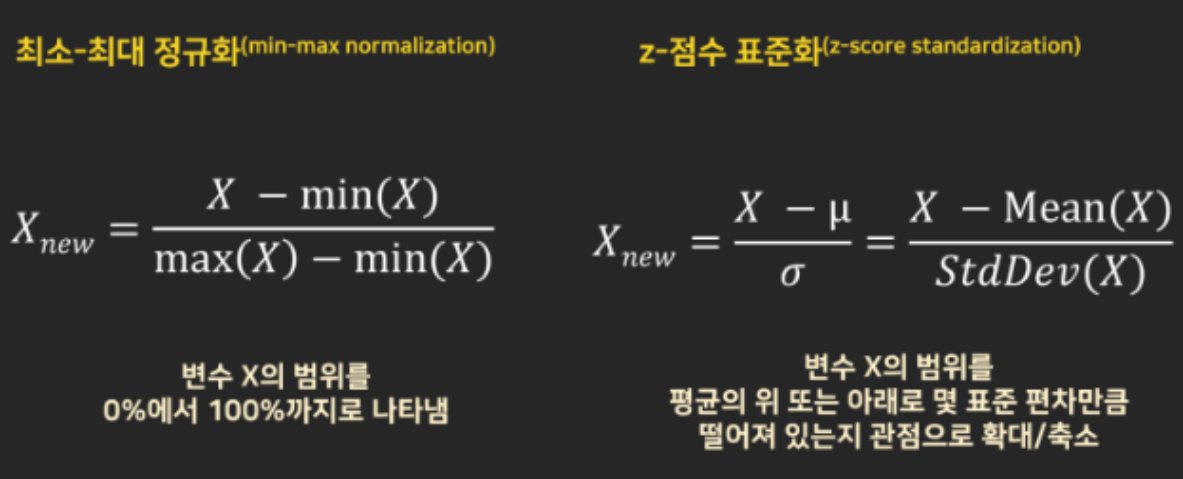 최소-최대 정규화(min-max normalization)
X_new = (X - min(X)) / (max(X) - min(X))
변수 X의 범위를
0%에서 100%까지로 나타냄
z-점수 표준화(z-score standardization)
X_new = (X - μ) / σ = (X - Mean(X)) / StdDev(X)
변수 X의 범위를
평균의 위 또는 아래로 몇 표준 편차만큼
떨어져 있는지 관점으로 확대/축소